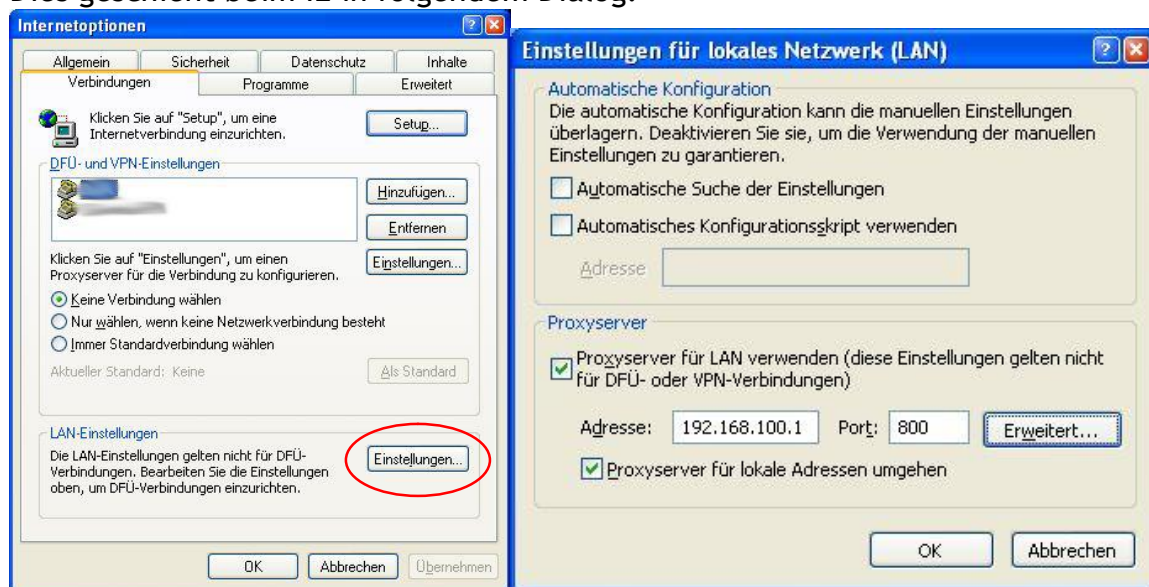 Dies geschieht beim IE in folgendem Dialog:
Internetoptionen
Allgemein Sicherheit Datenschutz Inhalte
Verbindungen Programme Erweitert
Klicken Sie auf "Setup", um eine
Internetverbindung einzurichten.
Setup...
DFÜ- und VPN-Einstellungen
Hinzufügen...
Entfernen
Klicken Sie auf "Einstellungen", um einen
Proxyserver für die Verbindung zu konfigurieren.
Einstellungen...
Keine Verbindung wählen
Nur wählen, wenn keine Netzwerkverbindung besteht
Immer Standardverbindung wählen
Aktueller Standard: Keine
Als Standard
LAN-Einstellungen
Die LAN-Einstellungen gelten nicht für DFÜ-
Verbindungen. Bearbeiten Sie die Einstellungen
oben, um DFÜ-Verbindungen einzurichten.
Einstellungen...
OK Abbrechen Übernehmen
Einstellungen für lokales Netzwerk (LAN)
Automatische Konfiguration
Die automatische Konfiguration kann die manuellen Einstellungen
überlagern. Deaktivieren Sie sie, um die Verwendung der manuellen
Einstellungen zu garantieren.
Automatische Suche der Einstellungen
Automatisches Konfigurationsskript verwenden
Adresse
Proxyserver
Proxyserver für LAN verwenden (diese Einstellungen gelten nicht
für DFÜ- oder VPN-Verbindungen)
Adresse: 192.168.100.1 Port: 800 Erweitert...
Proxyserver für lokale Adressen umgehen
OK Abbrechen